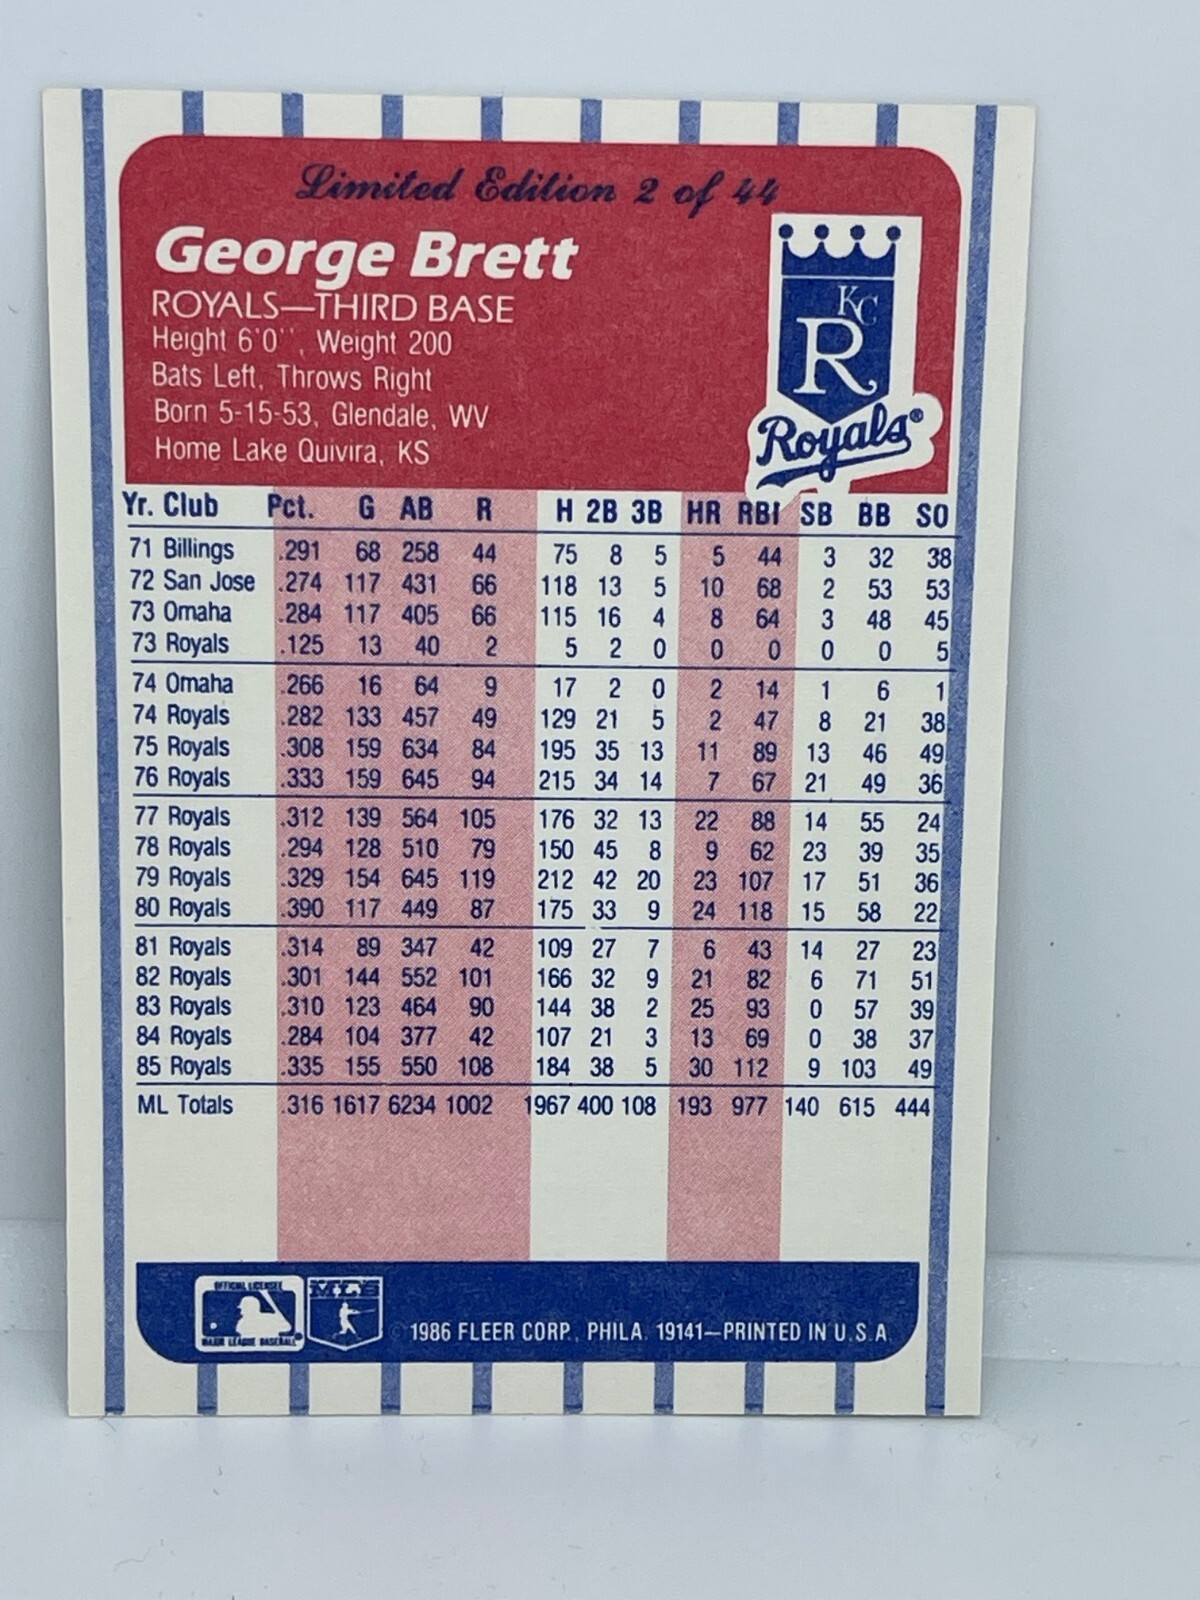 Limited Edition 2 of 44
George Brett
ROYALS—THIRD BASE
Height 6'0'', Weight 200
Bats Left, Throws Right
Born 5-15-53, Glendale, WV
Home Lake Quivira, KS
KC
R
Royals®
Yr. Club Pct. G AB R H 2B 3B HR RBI SB BB SO
71 Billings .291 68 258 44 75 8 5 5 44 3 32 38
72 San Jose .274 117 431 66 118 13 5 10 68 2 53 53
73 Omaha .284 117 405 66 115 16 4 8 64 3 48 45
73 Royals .125 13 40 2 5 2 0 0 0 0 0 5
74 Omaha .266 16 64 9 17 2 0 2 14 1 6 1
74 Royals .282 133 457 49 129 21 5 2 47 8 21 38
75 Royals .308 159 634 84 195 35 13 11 89 13 46 49
76 Royals .333 159 645 94 215 34 14 7 67 21 49 36
77 Royals .312 139 564 105 176 32 13 22 88 14 55 24
78 Royals .294 128 510 79 150 45 8 9 62 23 39 35
79 Royals .329 154 645 119 212 42 20 23 107 17 51 36
80 Royals .390 117 449 87 175 33 9 24 118 15 58 22
81 Royals .314 89 347 42 109 27 7 6 43 14 27 23
82 Royals .301 144 552 101 166 32 9 21 82 6 71 51
83 Royals .310 123 464 90 144 38 2 25 93 0 57 39
84 Royals .284 104 377 42 107 21 3 13 69 0 38 37
85 Royals .335 155 550 108 184 38 5 30 112 9 103 49
ML Totals .316 1617 6234 1002 1967 400 108 193 977 140 615 444
OFFICIAL LICENSEE
MAJOR LEAGUE BASEBALL
© 1986 FLEER CORP., PHILA. 19141—PRINTED IN U.S.A.